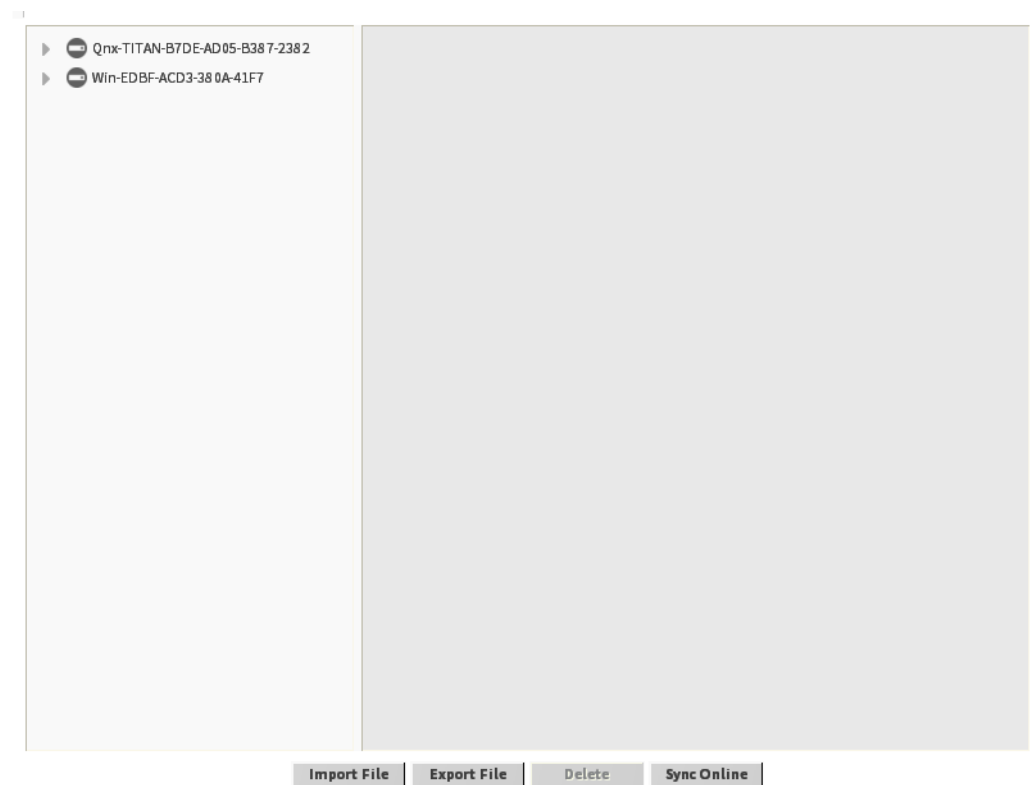 Qnx-TITAN-B7DE-AD05-B387-2382
Win-EDBF-ACD3-380A-41F7
Import File
Export File
Delete
Sync Online